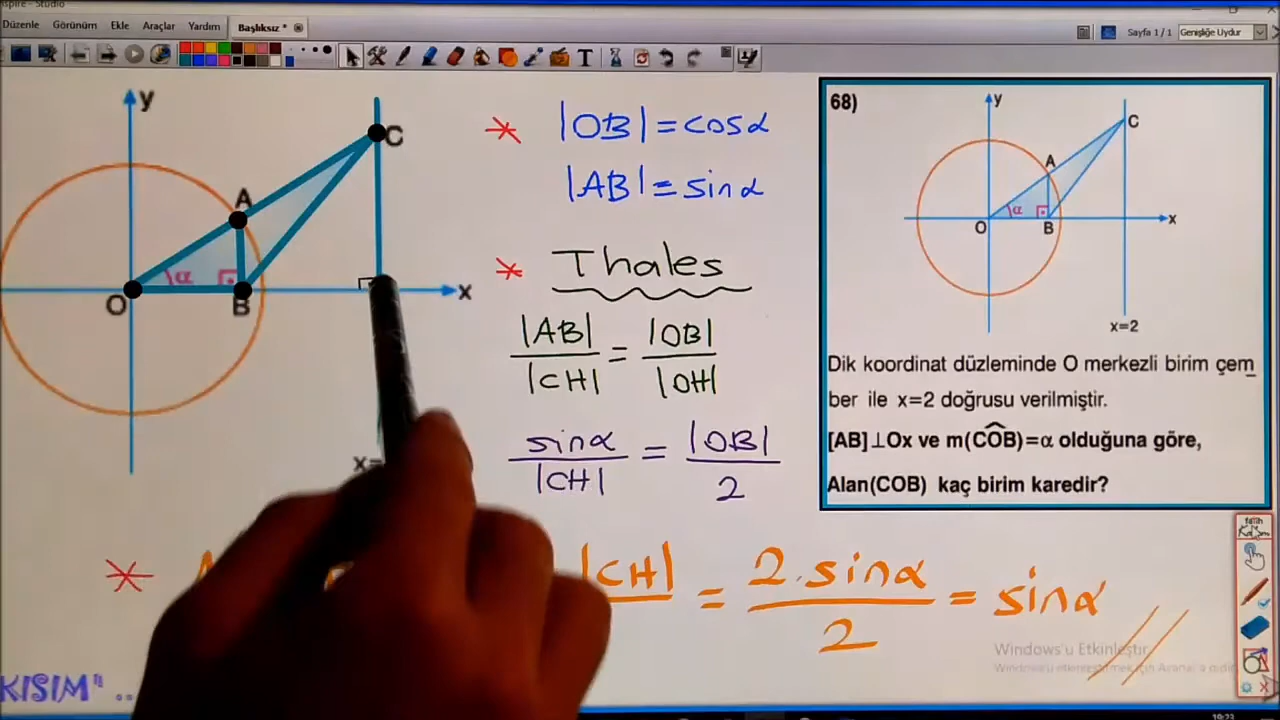 Düzenle Görünüm Ekle Araçlar Yardım Başlıksız *
Sayfa 1 / 1 Genişliğe Uydur
y
C
A
α
O
B
x
* |OB| = cosα
|AB| = sinα
* Thales
|AB| / |CH| = |OB| / |OH|
sinα / |CH| = |OB| / 2
* |CH| = 2.sinα / 2 = sinα //
68)
y
C
A
α
O
B
x
x=2
Dik koordinat düzleminde O merkezli birim çem
ber ile x=2 doğrusu verilmiştir.
[AB]⊥Ox ve m(COB)=α olduğuna göre,
Alan(COB) kaç birim karedir?
Windows'u Etkinleştir
KISIM" ..
fatih